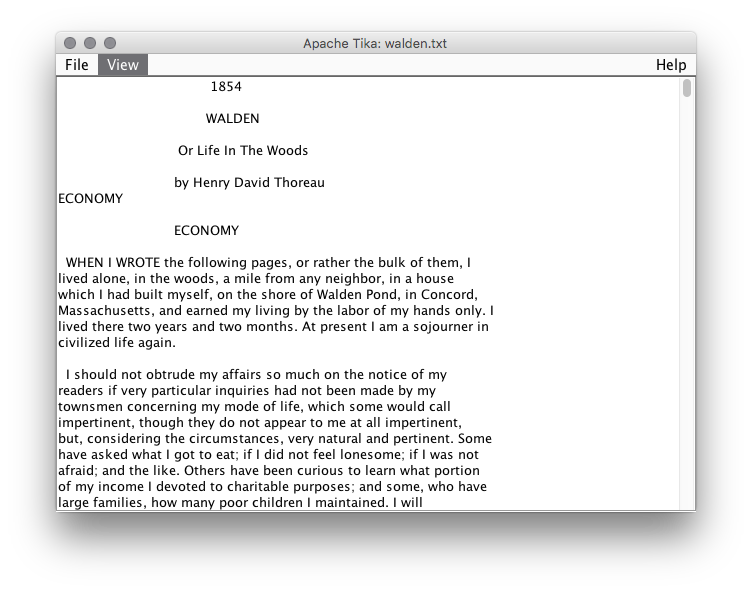 Apache Tika: walden.txt
File View Help
1854
WALDEN
Or Life In The Woods
by Henry David Thoreau
ECONOMY
ECONOMY
WHEN I WROTE the following pages, or rather the bulk of them, I
lived alone, in the woods, a mile from any neighbor, in a house
which I had built myself, on the shore of Walden Pond, in Concord,
Massachusetts, and earned my living by the labor of my hands only. I
lived there two years and two months. At present I am a sojourner in
civilized life again.
I should not obtrude my affairs so much on the notice of my
readers if very particular inquiries had not been made by my
townsmen concerning my mode of life, which some would call
impertinent, though they do not appear to me at all impertinent,
but, considering the circumstances, very natural and pertinent. Some
have asked what I got to eat; if I did not feel lonesome; if I was not
afraid; and the like. Others have been curious to learn what portion
of my income I devoted to charitable purposes; and some, who have
large families, how many poor children I maintained. I will